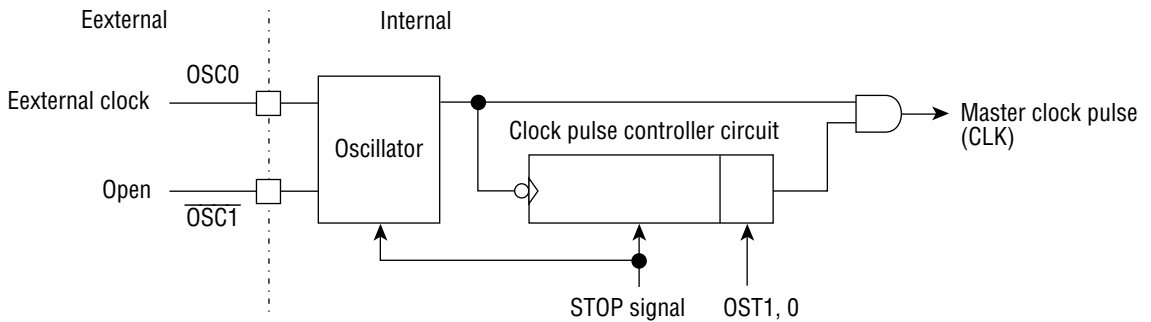 Eexternal
Internal
OSC0
Eexternal clock
Oscillator
Clock pulse controller circuit
Master clock pulse
(CLK)
Open
OSC1
STOP signal
OST1, 0